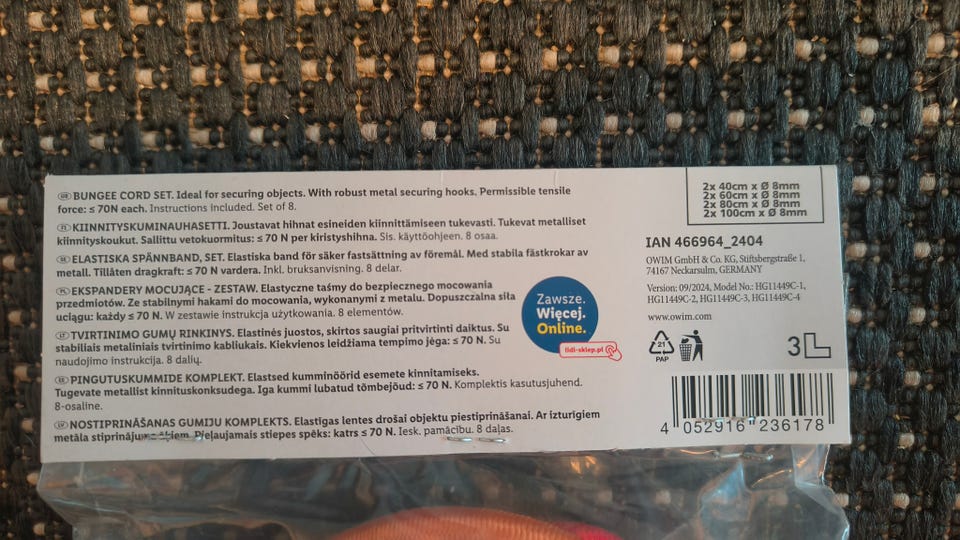 BUNGEE CORD SET. Ideal for securing objects. With robust metal securing hooks. Permissible tensile
force: ≤ 70N each. Instructions included. Set of 8.
FI KIINNITYSKUMINAUHASETTI. Joustavat hihnat esineiden kiinnittämiseen tukevasti. Tukevat metalliset
kiinnityskoukut. Sallittu vetokuormitus: ≤ 70 N per kiristyshihna. Sis. käyttöohjeen. 8 osaa.
SE ELASTISKA SPÄNNBAND, SET. Elastiska band för säker fastsättning av föremål. Med stabila fästkrokar av
metall. Tillåten dragkraft: ≤ 70 N vardera. Inkl. bruksanvisning. 8 delar.
PL EKSPANDERY MOCUJĄCE - ZESTAW. Elastyczne taśmy do bezpiecznego mocowania
przedmiotów. Ze stabilnymi hakami do mocowania, wykonanymi z metalu. Dopuszczalna siła
uciągu: każdy ≤ 70 N. W zestawie instrukcja użytkowania. 8 elementów.
LT TVIRTINIMO GUMŲ RINKINYS. Elastinės juostos, skirtos saugiai pritvirtinti daiktus. Su
stabiliais metaliniais tvirtinimo kabliukais. Kiekvienos leidžiama tempimo jėga: ≤ 70 N. Su
naudojimo instrukcija. 8 dalių.
EE PINGUTUSKUMMIDE KOMPLEKT. Elastsed kumminöörid esemete kinnitamiseks.
Tugevate metallist kinnituskonksudega. Iga kummi lubatud tõmbejõud: ≤ 70 N. Komplektis kasutusjuhend.
8-osaline.
LV NOSTIPRINĀŠANAS GUMIJU KOMPLEKTS. Elastīgas lentes drošai objektu piestiprināšanai. Ar izturīgiem
metāla stiprinājuma āķiem. Pieļaujamais stiepes spēks: katrs ≤ 70 N. Iesk. pamācību. 8 daļas.
Zawsze.
Więcej.
Online.
lidl-sklep.pl
2x 40cm x Ø 8mm
2x 60cm x Ø 8mm
2x 80cm x Ø 8mm
2x 100cm x Ø 8mm
IAN 466964_2404
OWIM GmbH & Co. KG, Stiftsbergstraße 1,
74167 Neckarsulm, GERMANY
Version: 09/2024, Model No.: HG11449C-1,
HG11449C-2, HG11449C-3, HG11449C-4
www.owim.com
21
PAP
3L
4 052916 236178